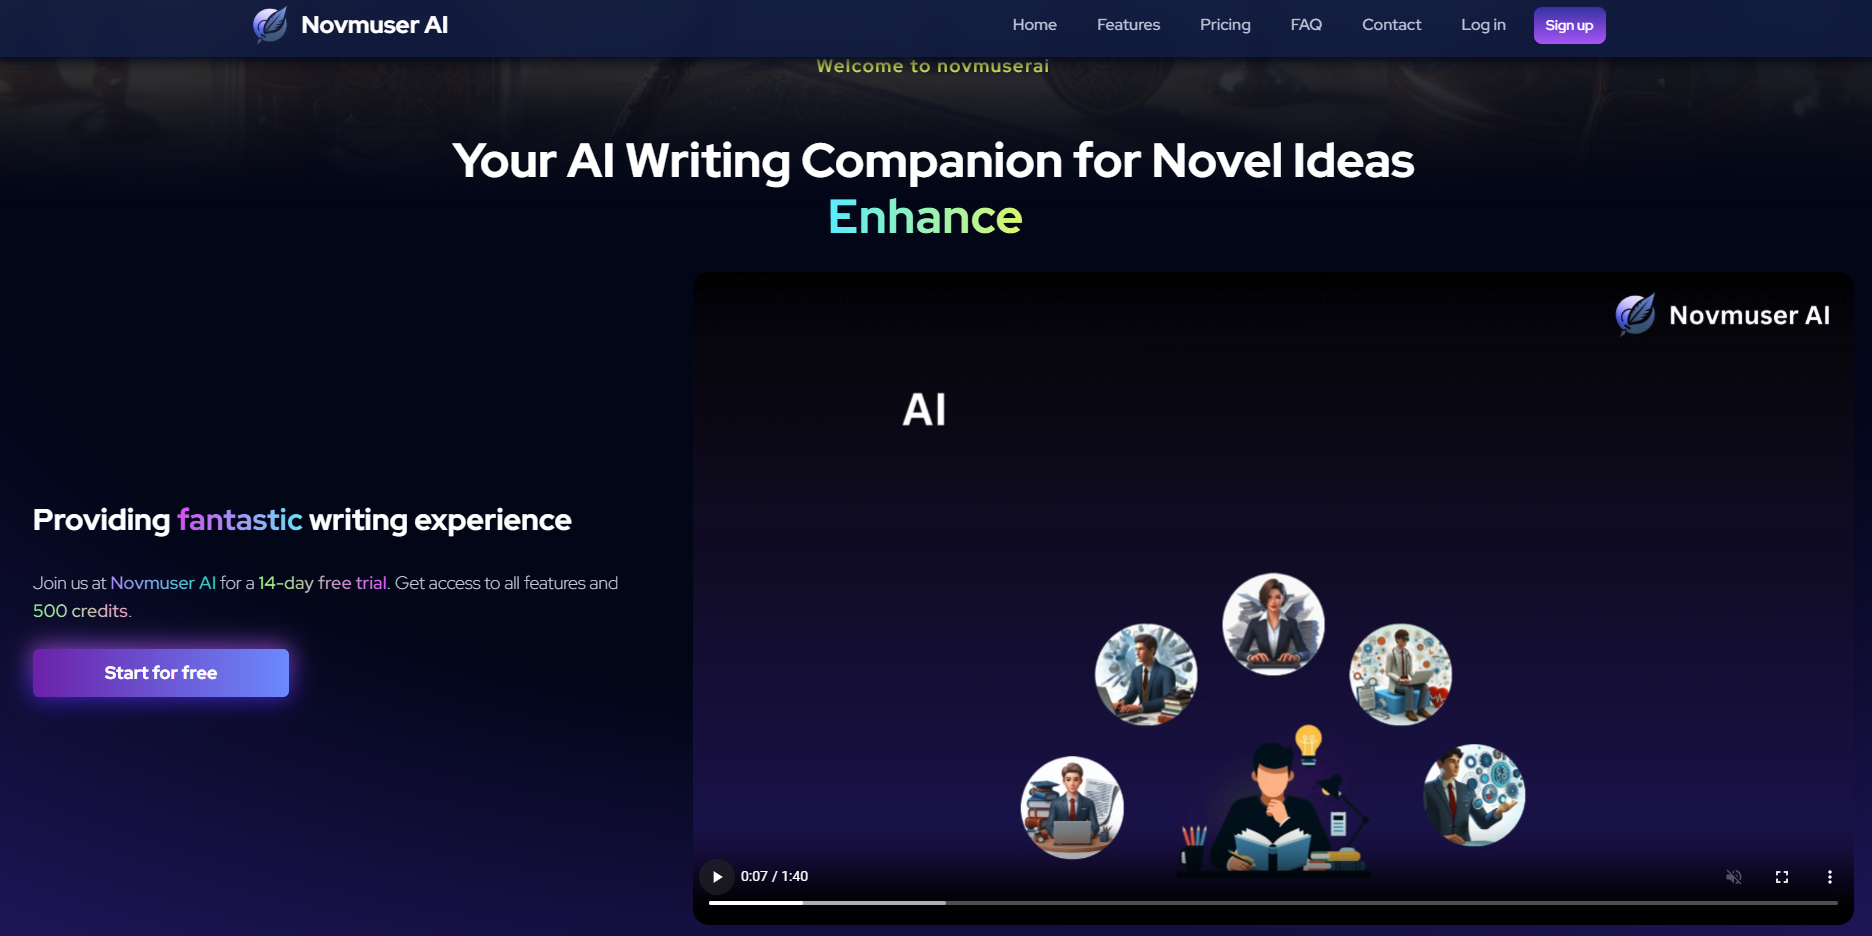 Novmuser AI
Home Features Pricing FAQ Contact Log in Sign up
Welcome to novmuserai
Your AI Writing Companion for Novel Ideas
Enhance
Novmuser AI
AI
Providing fantastic writing experience
Join us at Novmuser AI for a 14-day free trial. Get access to all features and
500 credits.
Start for free
0:07 / 1:40